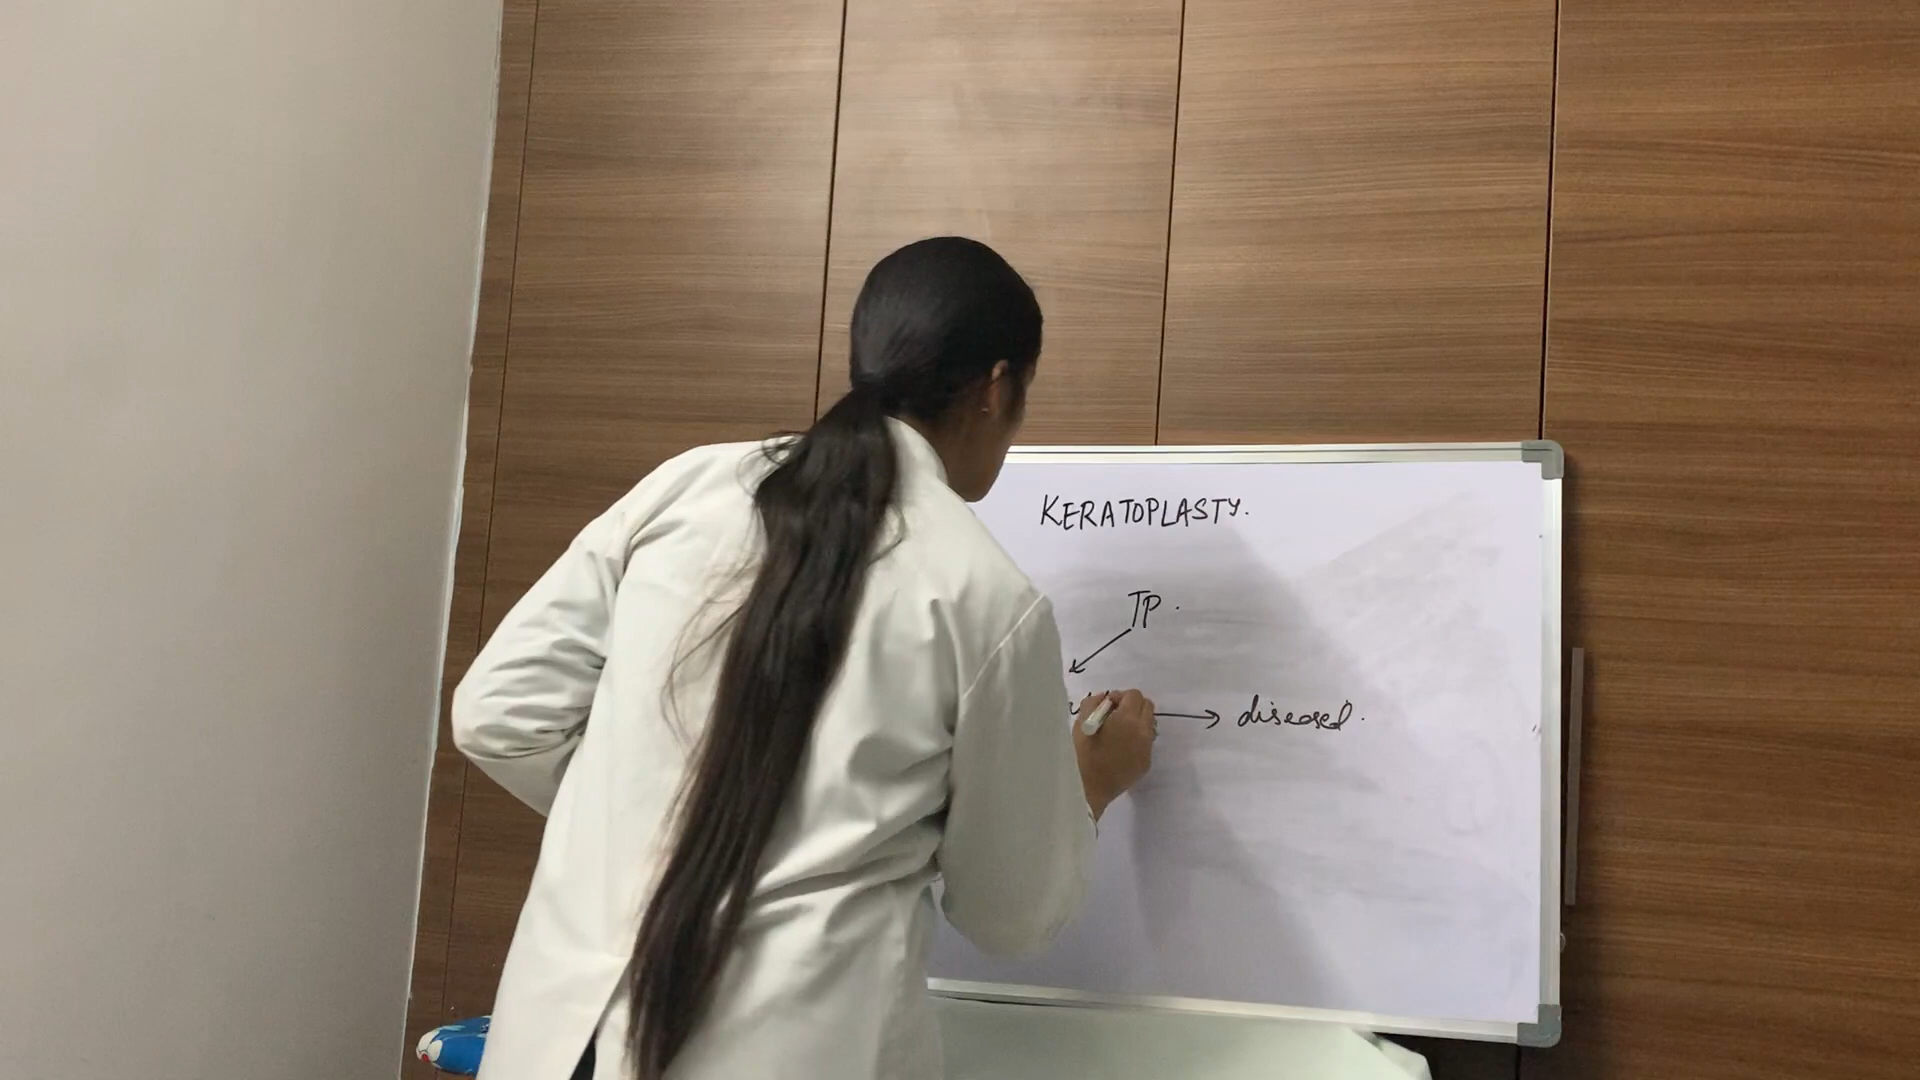 KERATOPLASTY.
TP.
→ diseased.